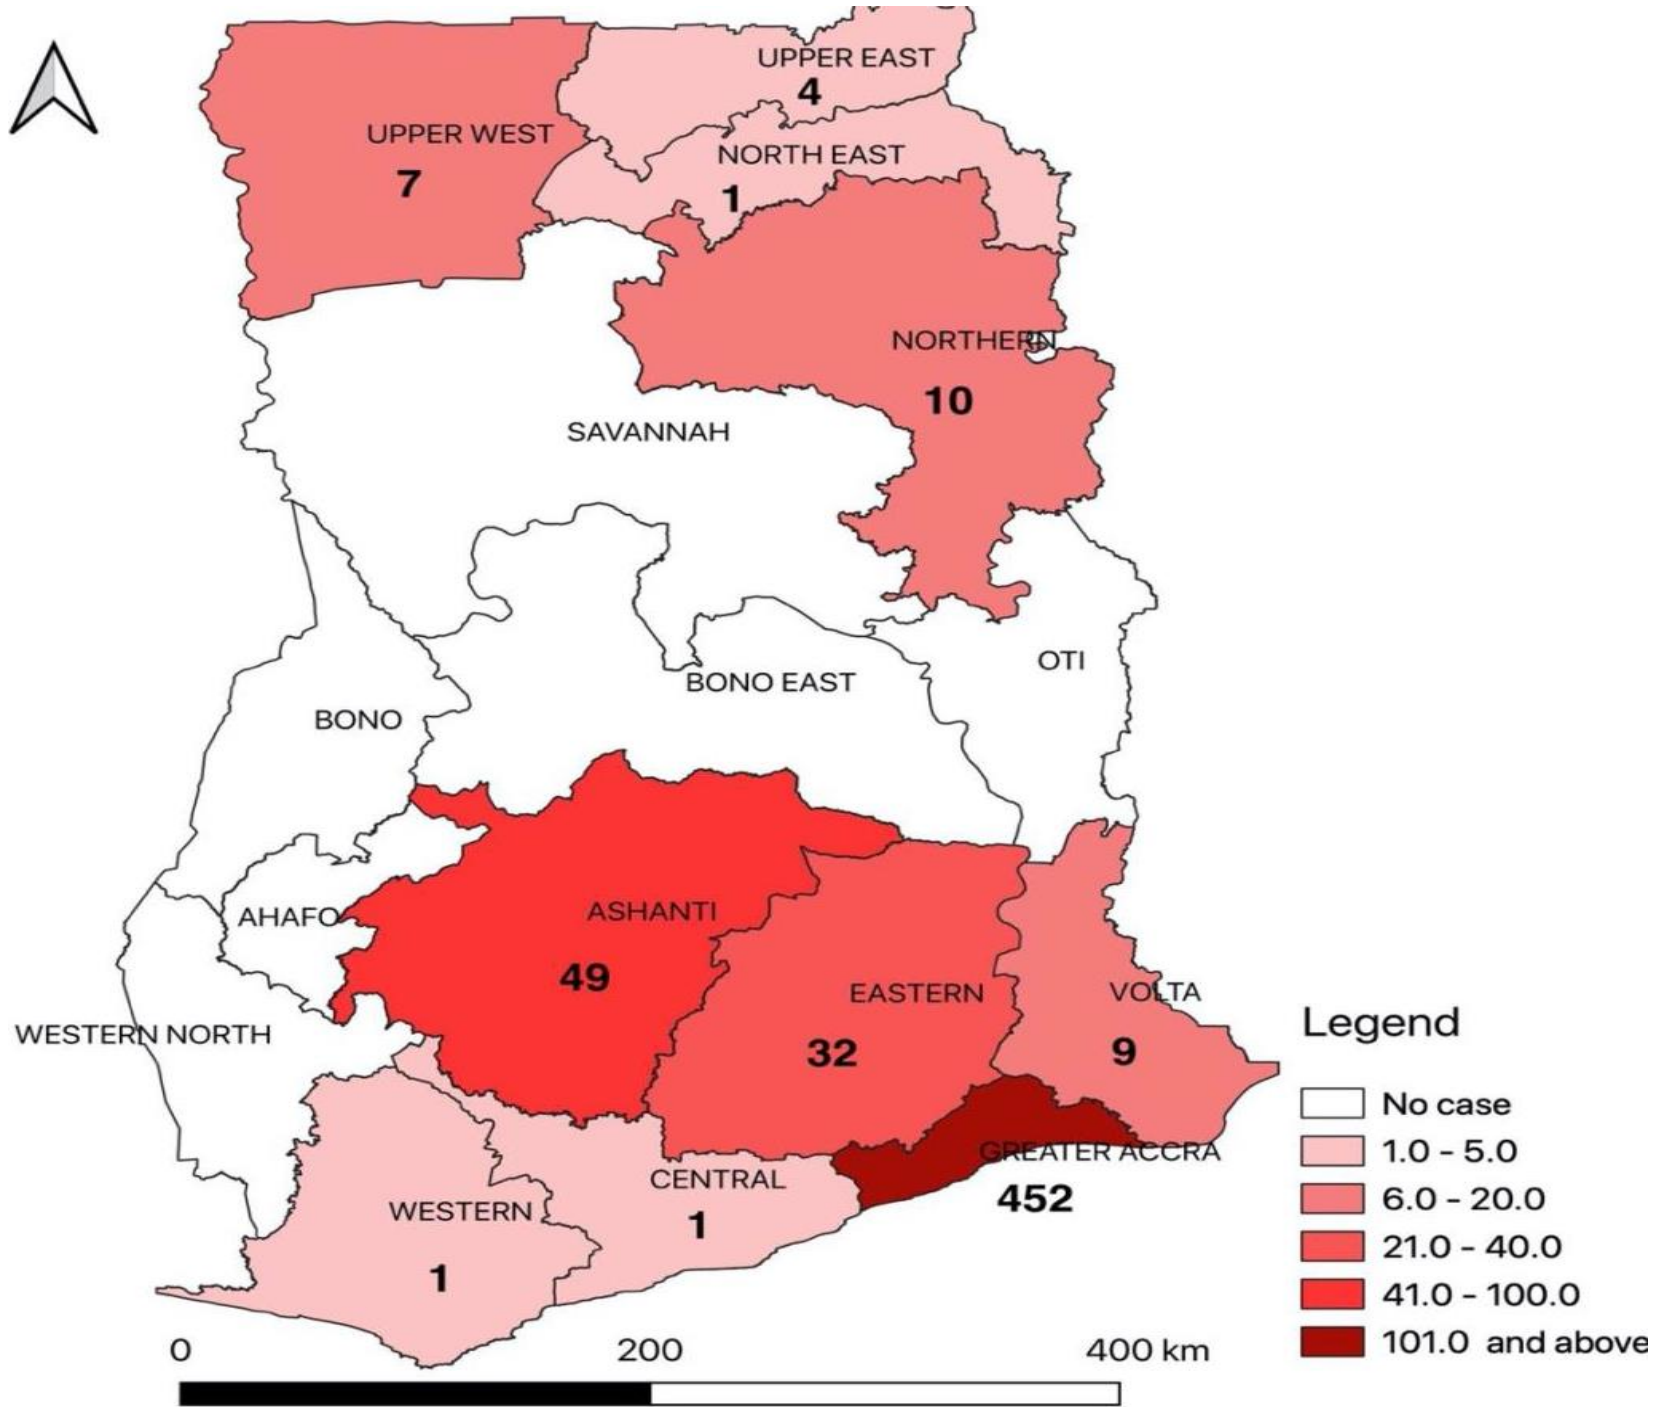 UPPER EAST
4
UPPER WEST
7
NORTH EAST
1
NORTHERN
10
SAVANNAH
OTI
BONO EAST
BONO
ASHANTI
49
AHAFO
EASTERN
32
VOLTA
9
WESTERN NORTH
GREATER ACCRA
452
CENTRAL
1
WESTERN
1
Legend
No case
1.0 - 5.0
6.0 - 20.0
21.0 - 40.0
41.0 - 100.0
101.0 and above
0 200 400 km